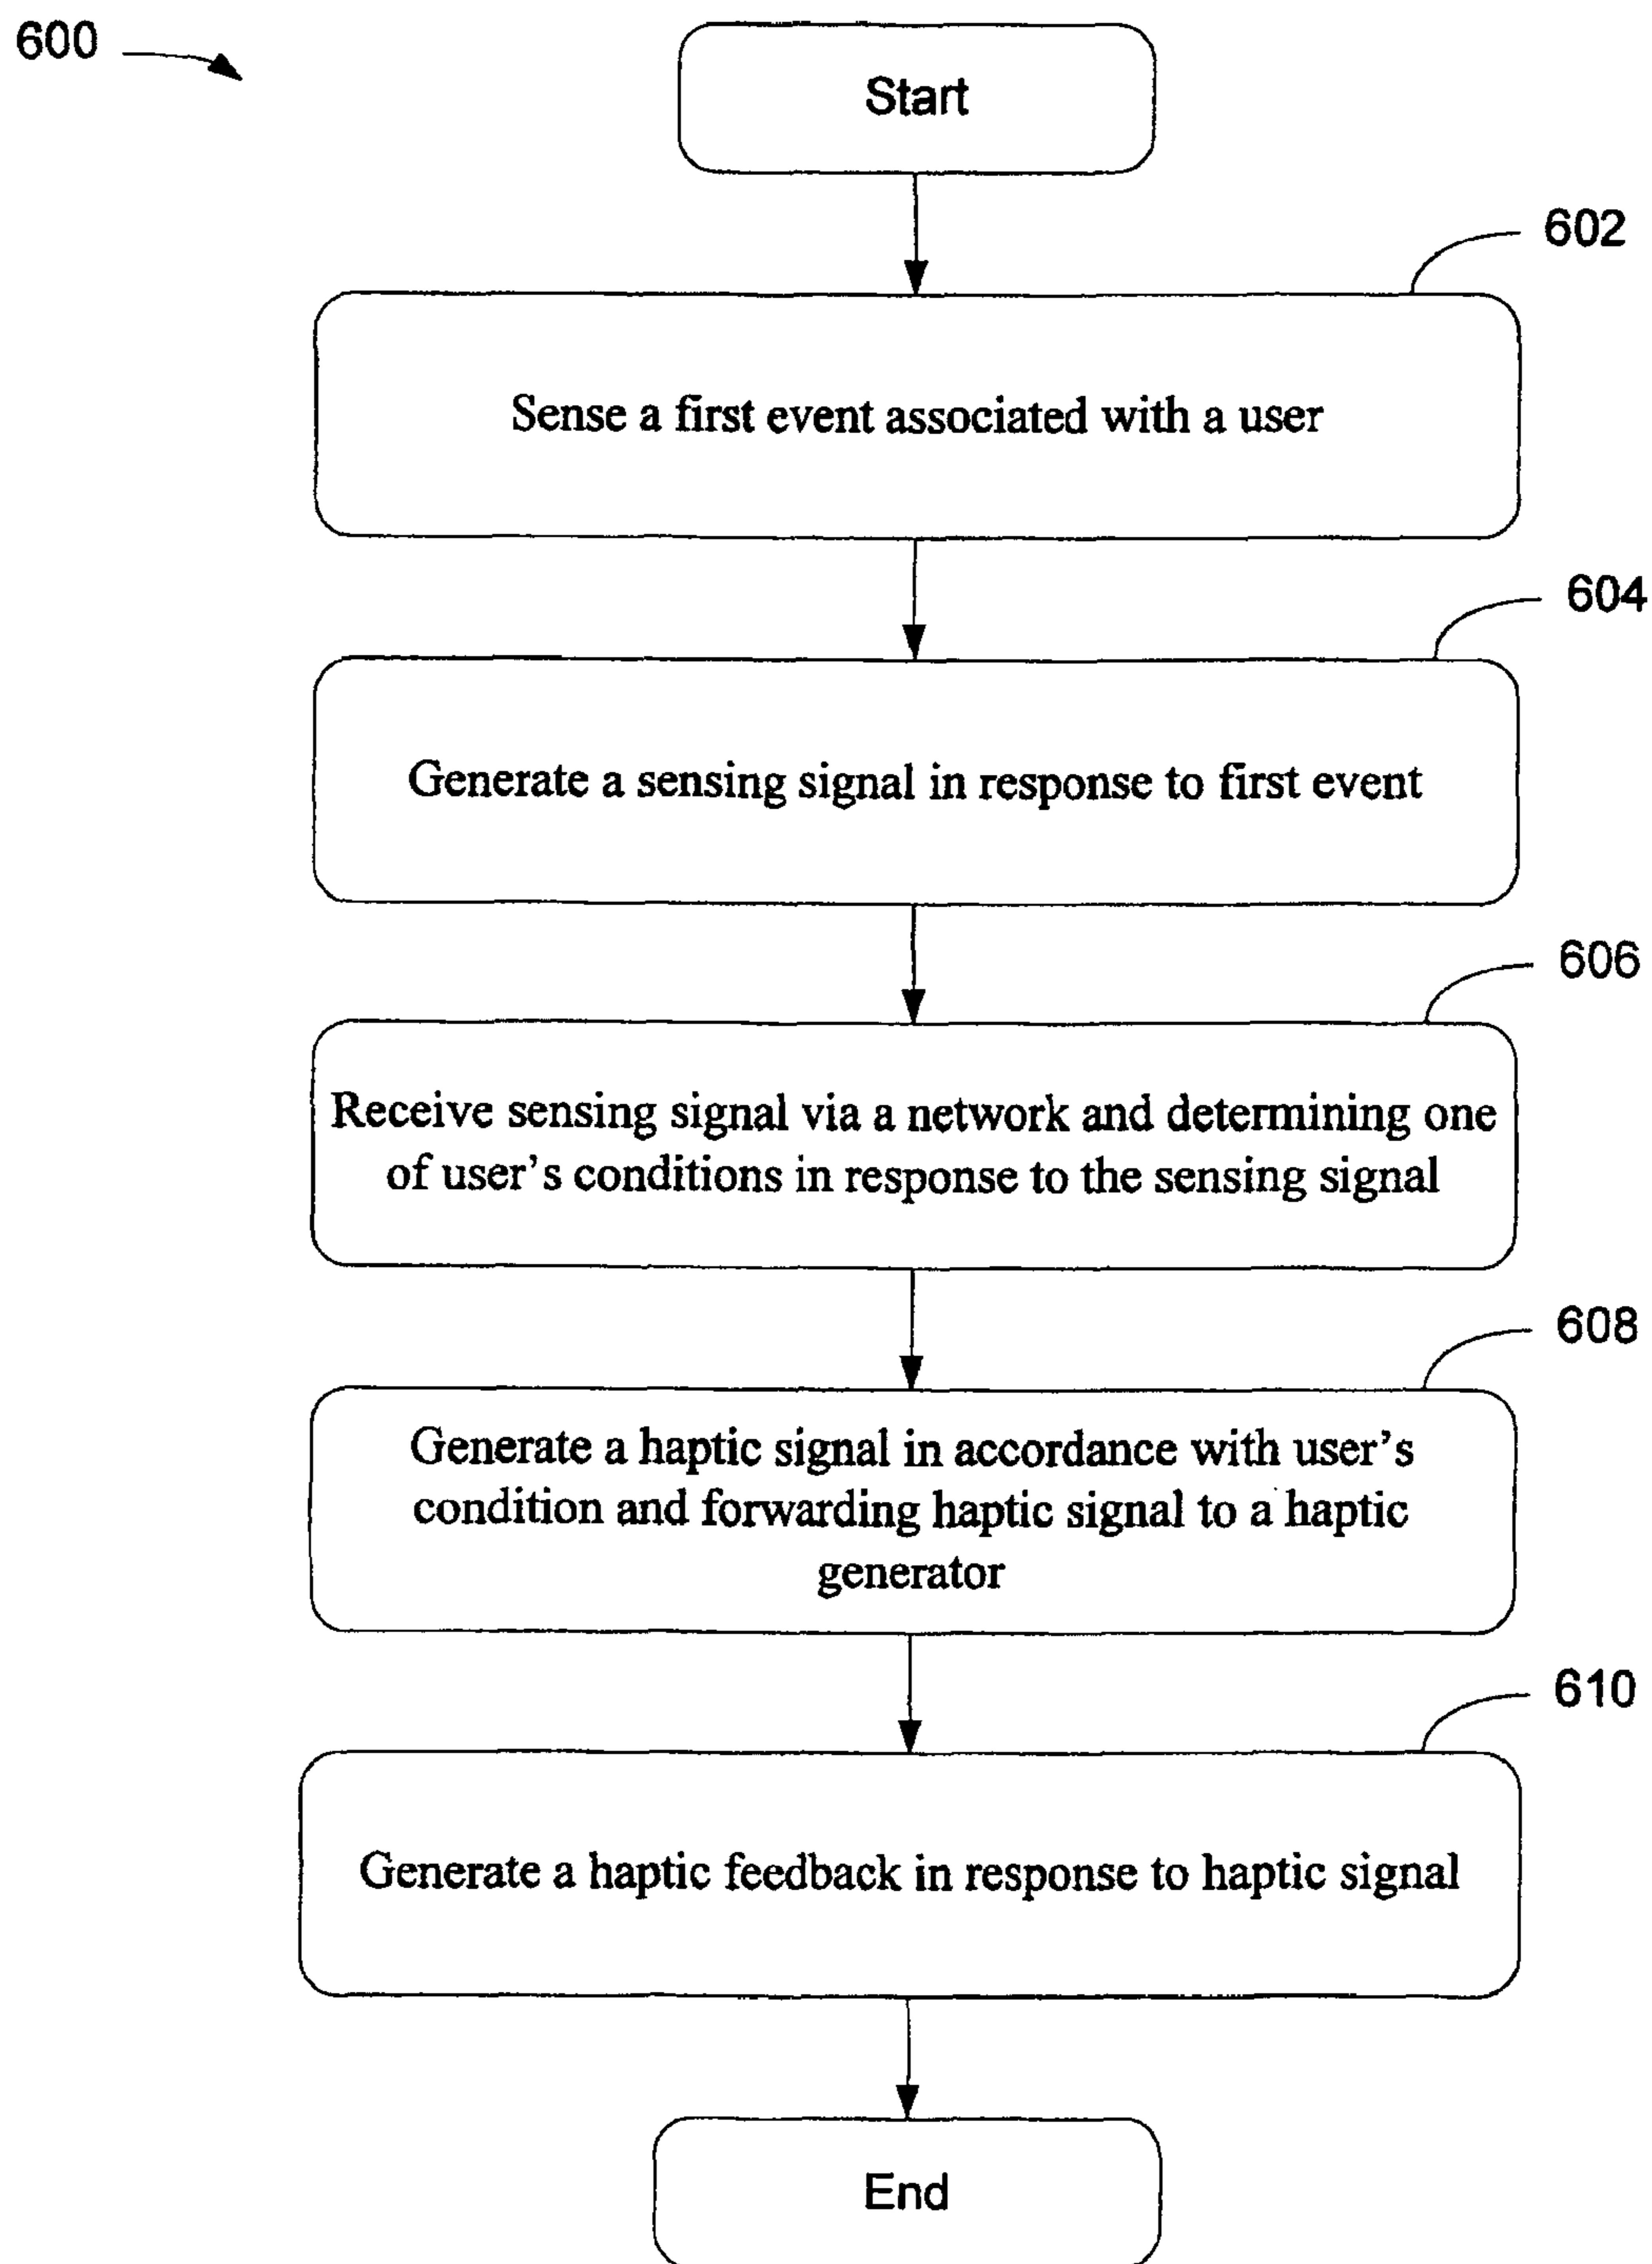 600
Start
602
Sense a first event associated with a user
604
Generate a sensing signal in response to first event
606
Receive sensing signal via a network and determining one
of user's conditions in response to the sensing signal
608
Generate a haptic signal in accordance with user's
condition and forwarding haptic signal to a haptic
generator
610
Generate a haptic feedback in response to haptic signal
End